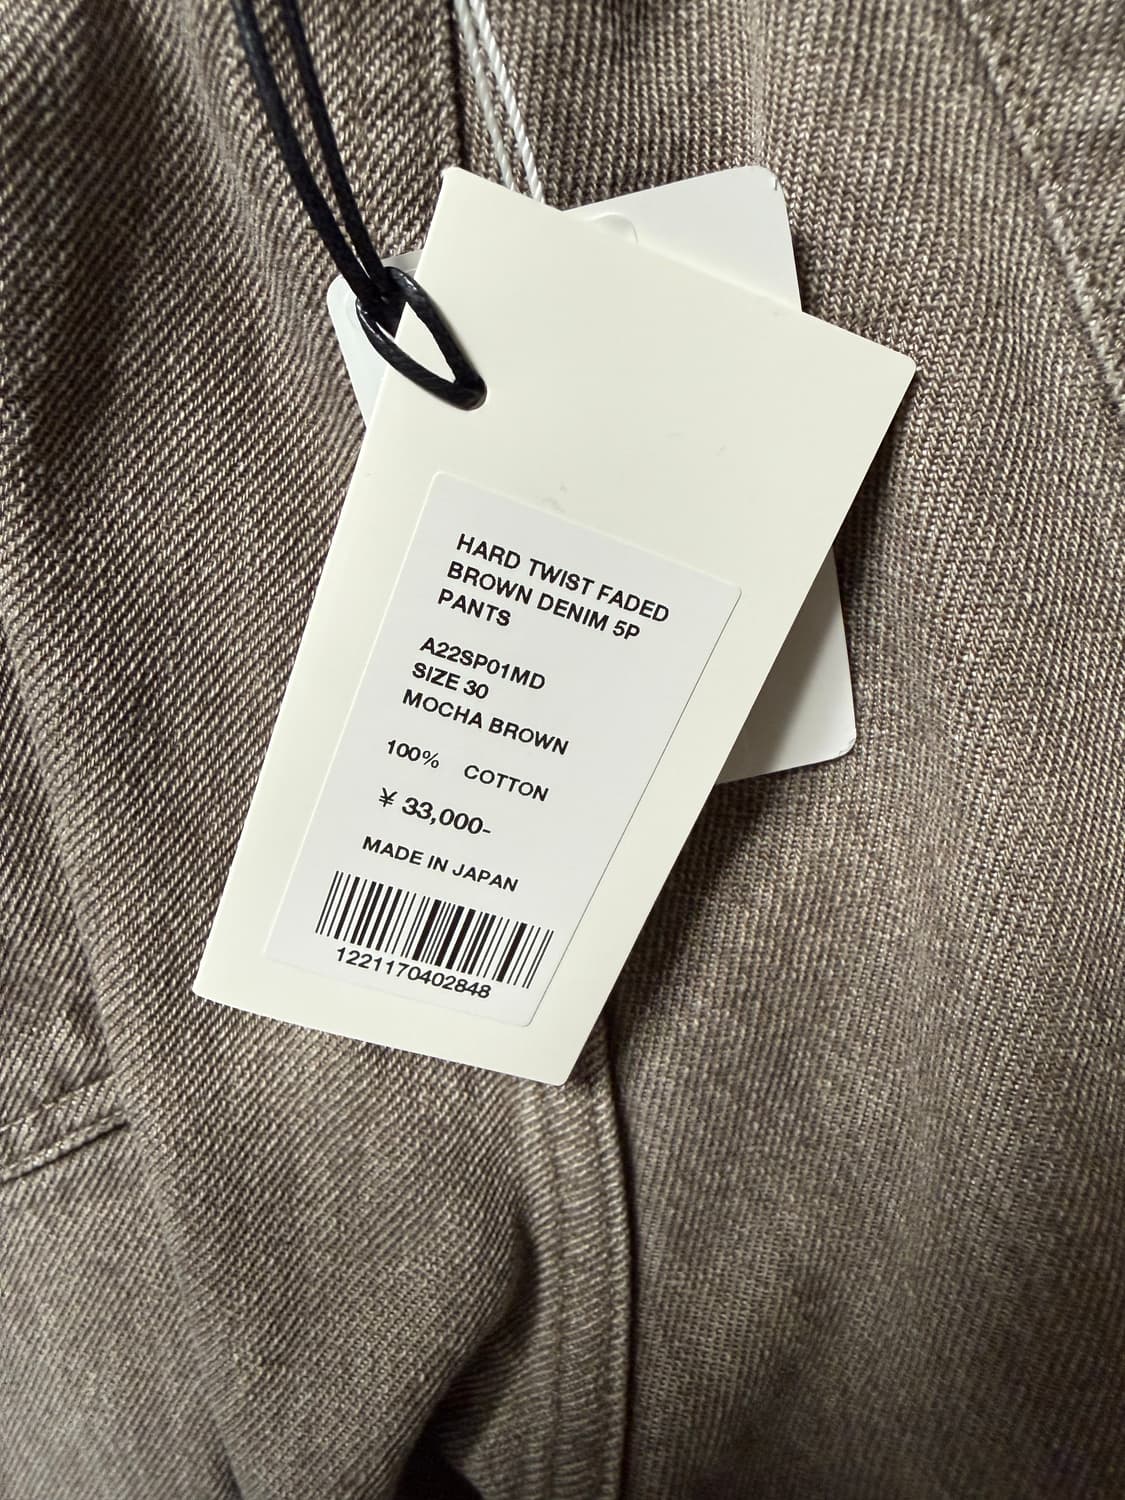 HARD TWIST FADED
BROWN DENIM 5P
PANTS
A22SP01MD
SIZE 30
MOCHA BROWN
100% COTTON
¥ 33,000-
MADE IN JAPAN
1221170402848